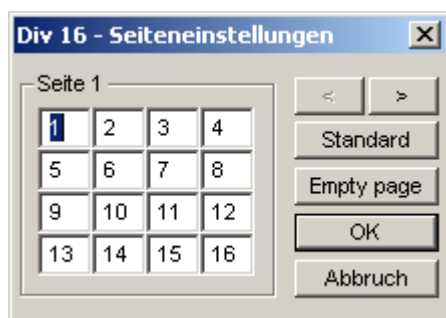 Div 16 - Seiteneinstellungen
Seite 1
1 2 3 4
5 6 7 8
9 10 11 12
13 14 15 16
< >
Standard
Empty page
OK
Abbruch